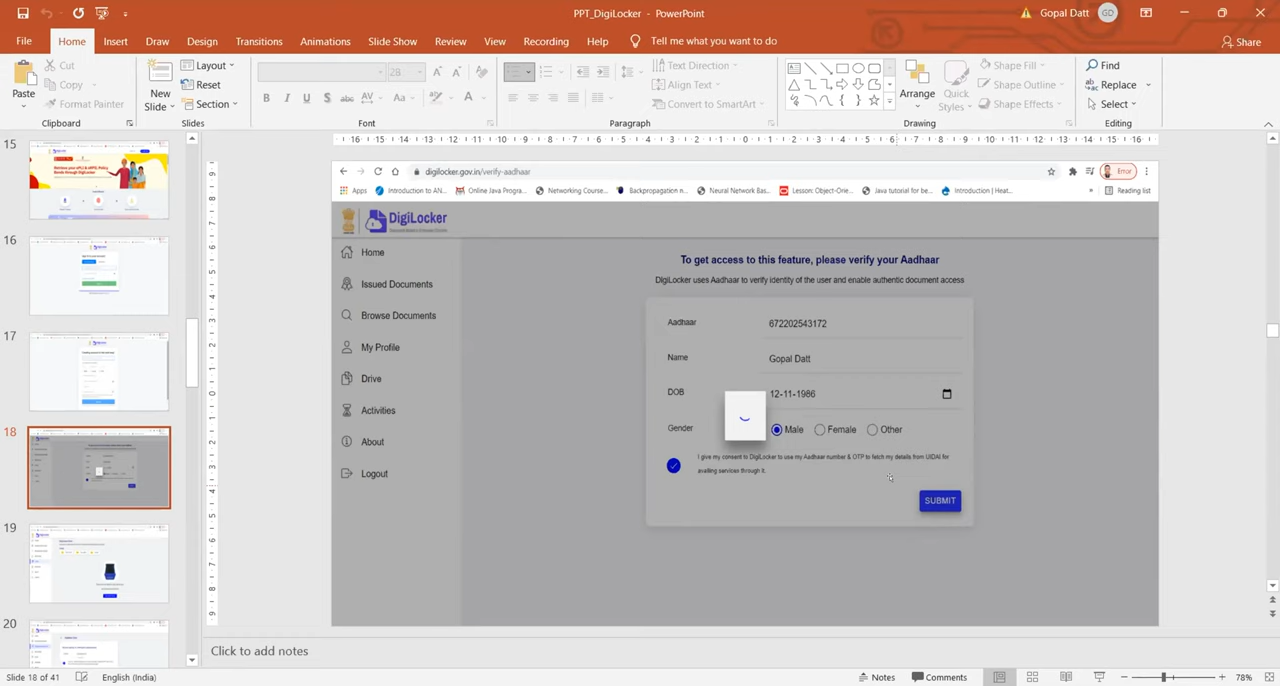 PPT_DigiLocker - PowerPoint
Gopal Datt
GD
File
Home
Insert
Draw
Design
Transitions
Animations
Slide Show
Review
View
Recording
Help
Tell me what you want to do
Share
Paste
Cut
Copy
Format Painter
Clipboard
New
Slide
Layout
Reset
Section
Slides
28
B
I
U
S
abc
AV
Aa
A
Font
Text Direction
Align Text
Convert to SmartArt
Paragraph
Arrange
Quick
Styles
Shape Fill
Shape Outline
Shape Effects
Drawing
Find
Replace
Select
Editing
15
16
17
18
19
20
digilocker.gov.in/verify-aadhaar
Error
Apps
Introduction to AN...
Online Java Progra...
Networking Course...
Backpropagation n...
Neural Network Bas...
Lesson: Object-Orie...
Java tutorial for be...
Introduction | Heat...
Reading list
DigiLocker
Home
Issued Documents
Browse Documents
My Profile
Drive
Activities
About
Logout
To get access to this feature, please verify your Aadhaar
DigiLocker uses Aadhaar to verify identity of the user and enable authentic document access
Aadhaar
672202543172
Name
Gopal Datt
DOB
12-11-1986
Gender
Male
Female
Other
I give my consent to DigiLocker to use my Aadhaar number & OTP to fetch my details from UIDAI for
availing services through it.
SUBMIT
Click to add notes
Slide 18 of 41
English (India)
Notes
Comments
78%